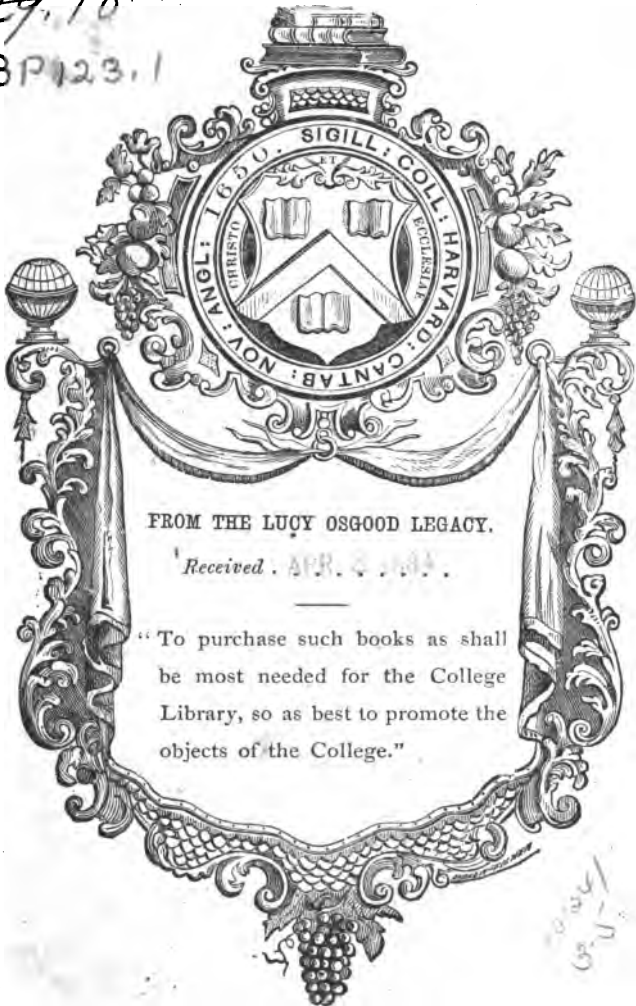 BP123.1
1650. SIGILL: COLL: HARVARD: CANTAB: NOV: ANGL:
ET
CHRISTO
ECCLESIAE
FROM THE LUCY OSGOOD LEGACY.
Received . APR.
"To purchase such books as shall
be most needed for the College
Library, so as best to promote the
objects of the College."